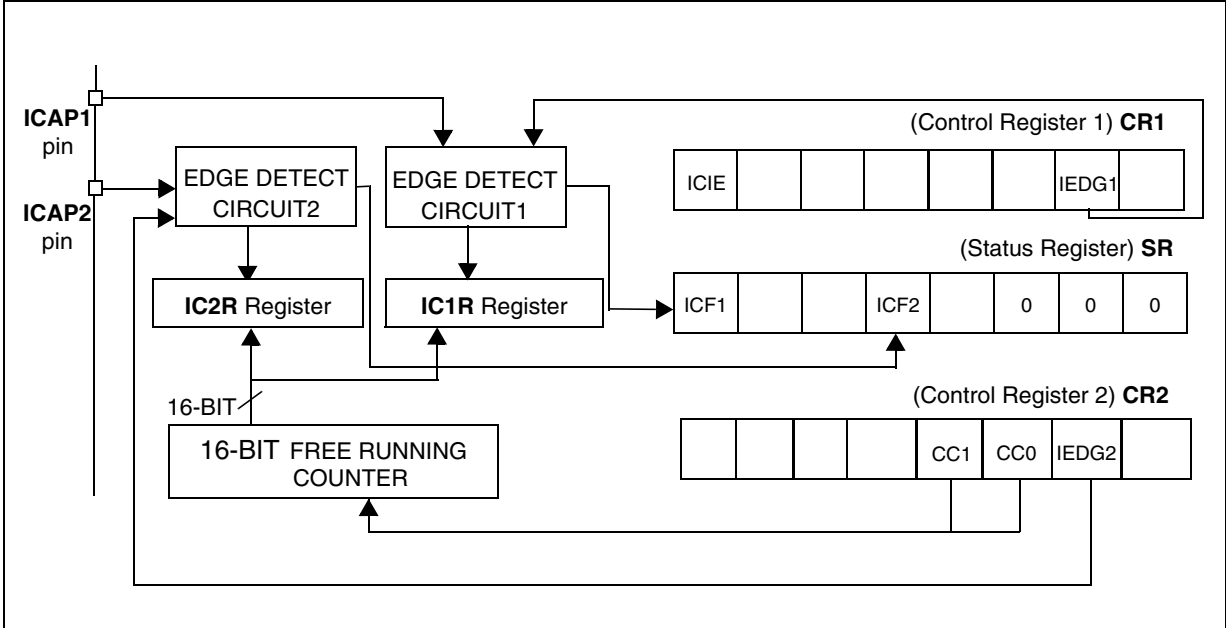 ICAP1
pin
ICAP2
pin
EDGE DETECT
CIRCUIT2
EDGE DETECT
CIRCUIT1
IC2R Register
IC1R Register
16-BIT
16-BIT FREE RUNNING
COUNTER
(Control Register 1) CR1
ICIE
IEDG1
(Status Register) SR
ICF1
ICF2
0
0
0
(Control Register 2) CR2
CC1
CC0
IEDG2